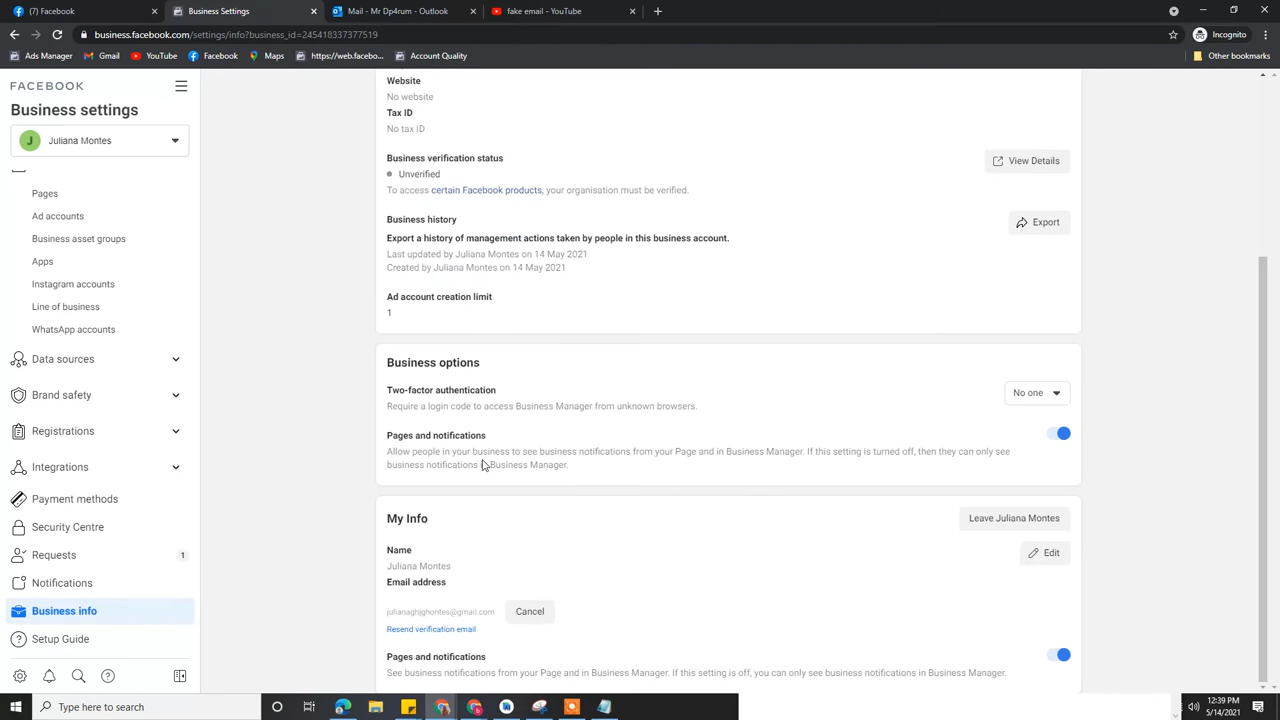 (7) Facebook
Business Settings
Mail - Mr Dp4rum - Outlook
fake email - YouTube
business.facebook.com/settings/info?business_id=245418337377519
Incognito
Ads Manager
Gmail
YouTube
Facebook
Maps
https://web.facebo...
Account Quality
Other bookmarks
FACEBOOK
Business settings
J
Juliana Montes
Pages
Ad accounts
Business asset groups
Apps
Instagram accounts
Line of business
WhatsApp accounts
Data sources
Brand safety
Registrations
Integrations
Payment methods
Security Centre
Requests
1
Notifications
Business info
Setup Guide
Website
No website
Tax ID
No tax ID
Business verification status
View Details
Unverified
To access certain Facebook products, your organisation must be verified.
Business history
Export
Export a history of management actions taken by people in this business account.
Last updated by Juliana Montes on 14 May 2021
Created by Juliana Montes on 14 May 2021
Ad account creation limit
1
Business options
Two-factor authentication
No one
Require a login code to access Business Manager from unknown browsers.
Pages and notifications
Allow people in your business to see business notifications from your Page and in Business Manager. If this setting is turned off, then they can only see
business notifications in Business Manager.
My Info
Leave Juliana Montes
Name
Edit
Juliana Montes
Email address
julianaghjghontes@gmail.com
Cancel
Resend verification email
Pages and notifications
See business notifications from your Page and in Business Manager. If this setting is off, you can only see business notifications in Business Manager.
Type here to search
12:39 PM
5/14/2021